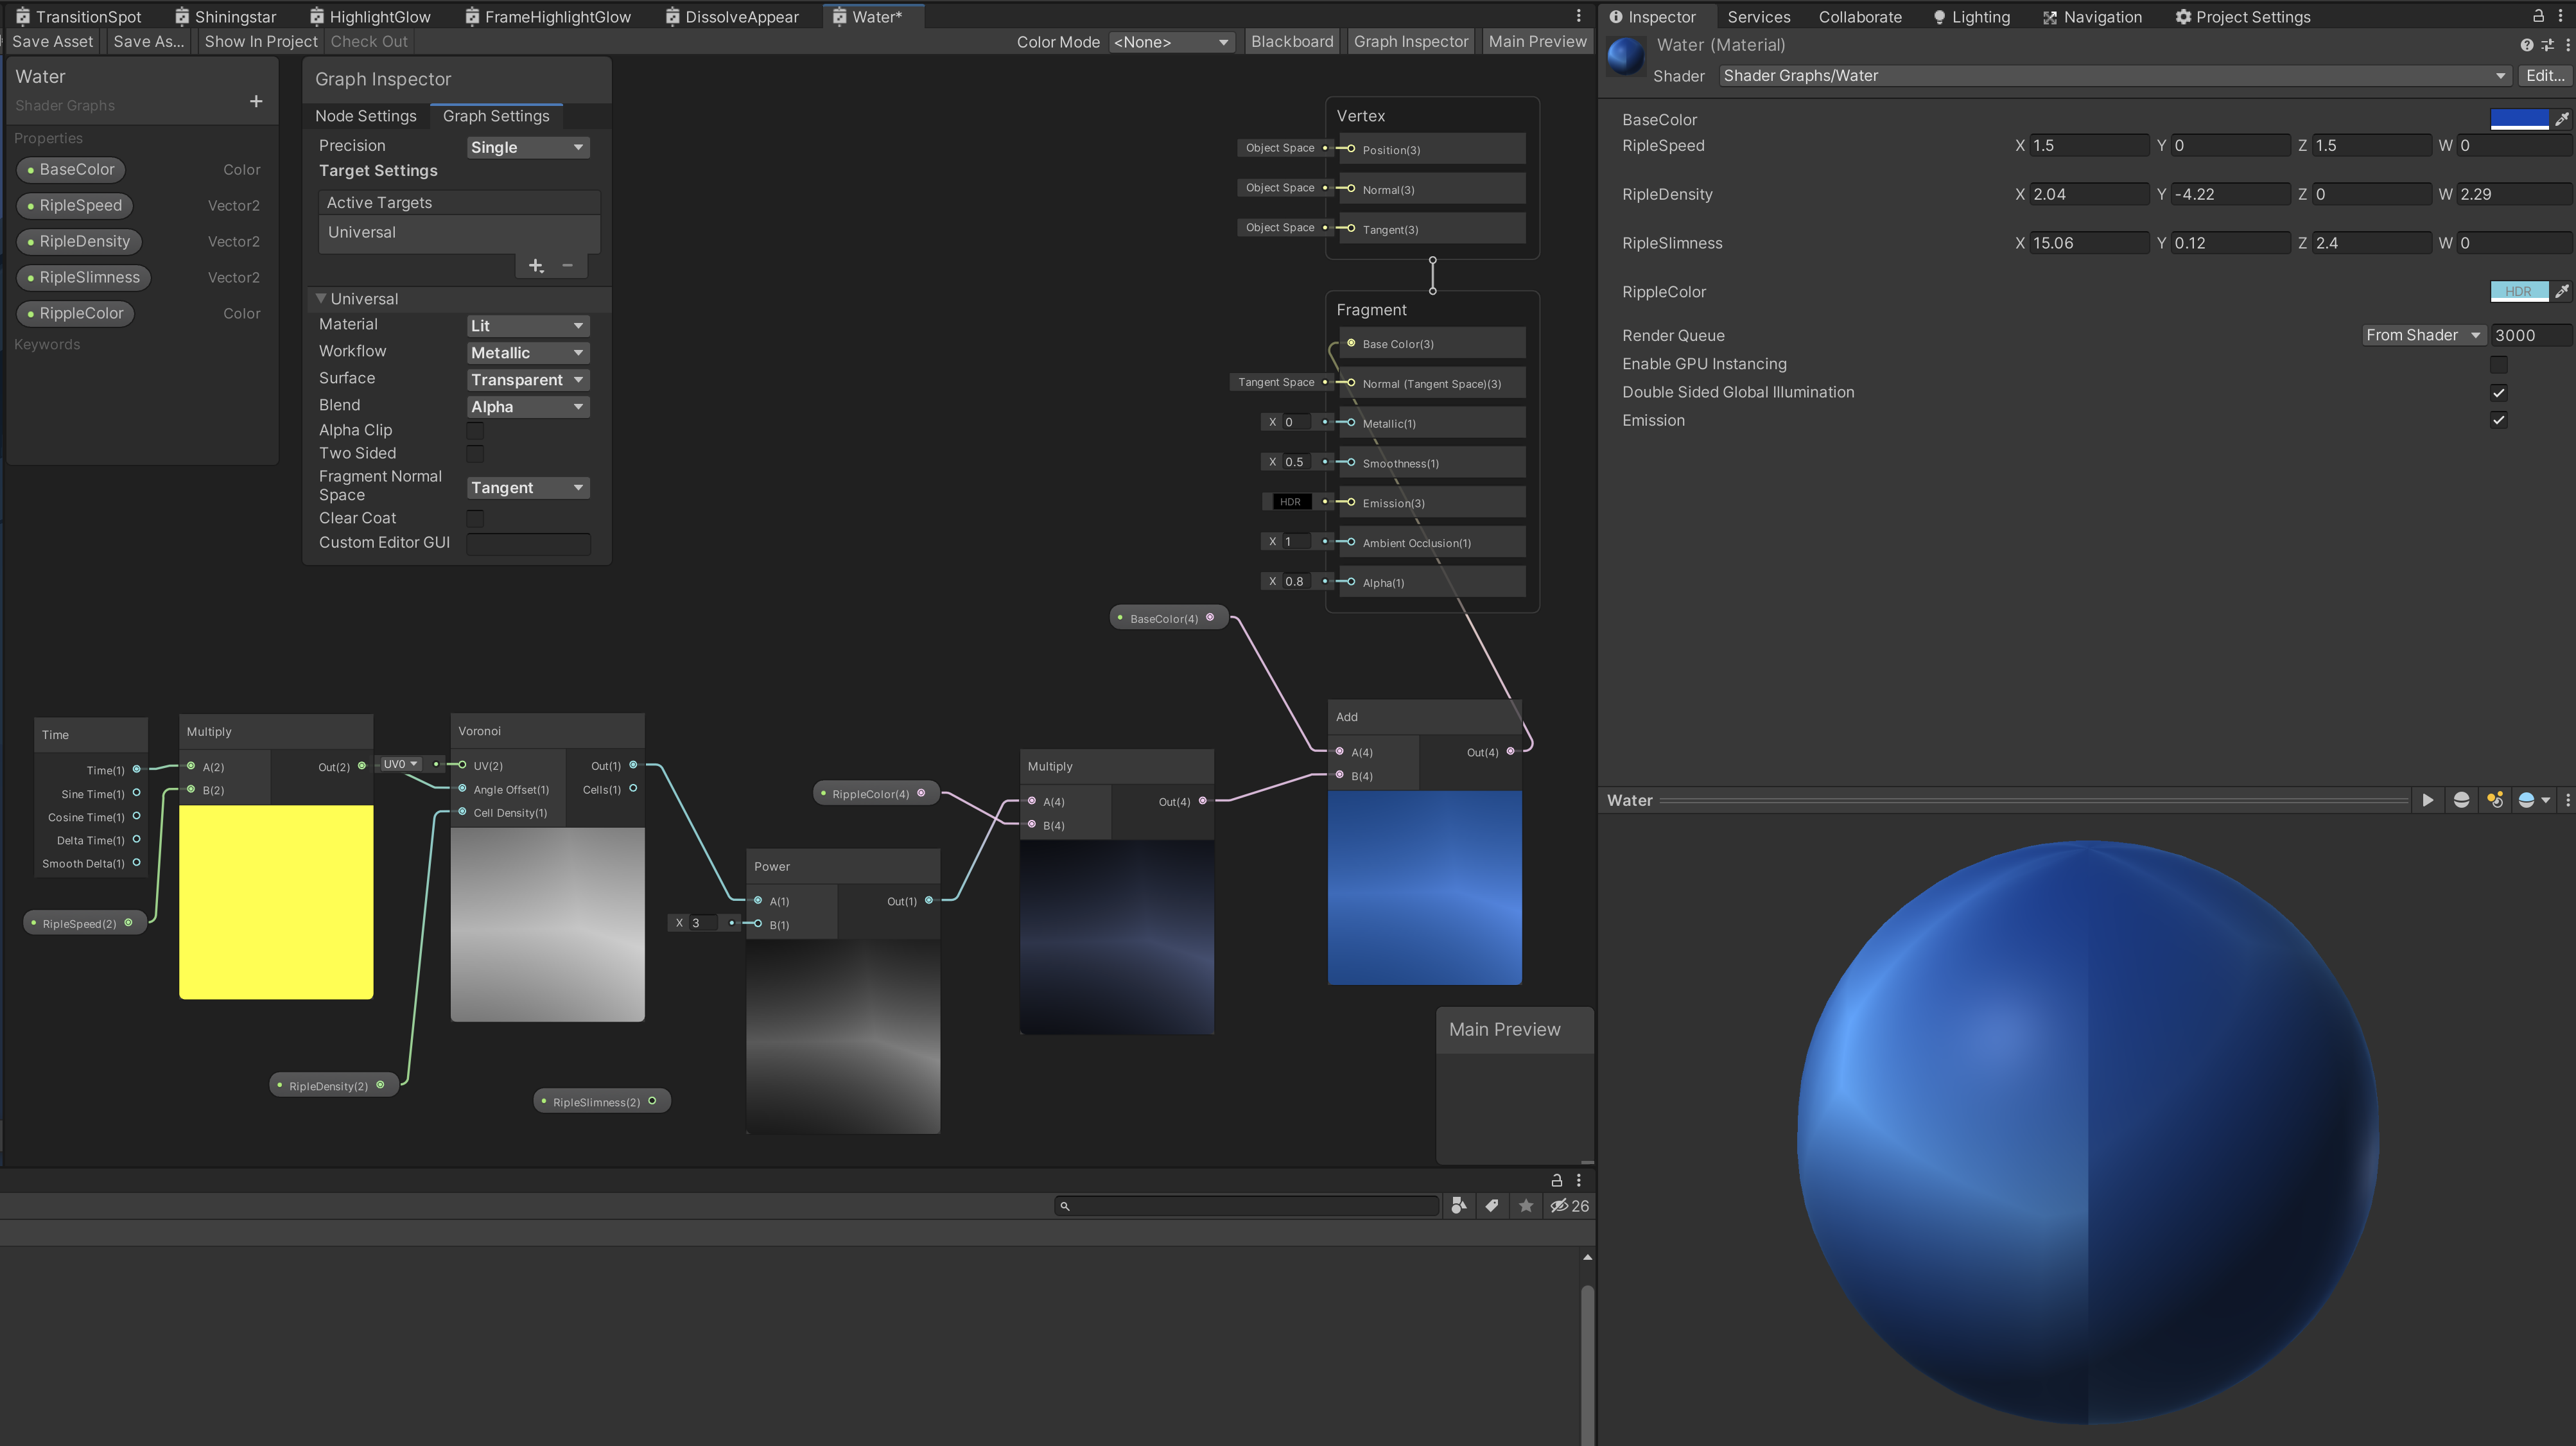 TransitionSpot Shiningstar HighlightGlow FrameHighlightGlow DissolveAppear Water*
Save Asset Save As... Show In Project Check Out Color Mode <None> Blackboard Graph Inspector Main Preview
Water
Shader Graphs
+
Properties
BaseColor Color
RipleSpeed Vector2
RipleDensity Vector2
RipleSlimness Vector2
RippleColor Color
Keywords
Graph Inspector
Node Settings Graph Settings
Precision Single
Target Settings
Active Targets
Universal
Universal
Material Lit
Workflow Metallic
Surface Transparent
Blend Alpha
Alpha Clip
Two Sided
Fragment Normal
Space
Tangent
Clear Coat
Custom Editor GUI
Vertex
Object Space Position(3)
Object Space Normal(3)
Object Space Tangent(3)
Fragment
Base Color(3)
Tangent Space Normal (Tangent Space)(3)
X 0 Metallic(1)
X 0.5 Smoothness(1)
HDR Emission(3)
X 1 Ambient Occlusion(1)
X 0.8 Alpha(1)
BaseColor(4)
Time
Time(1)
Sine Time(1)
Cosine Time(1)
Delta Time(1)
Smooth Delta(1)
RipleSpeed(2)
Multiply
A(2) Out(2)
B(2)
UV0
Voronoi
UV(2) Out(1)
Angle Offset(1) Cells(1)
Cell Density(1)
RipleDensity(2)
RipleSlimness(2)
Power
A(1) Out(1)
X 3 B(1)
RippleColor(4)
Multiply
A(4) Out(4)
B(4)
Add
A(4) Out(4)
B(4)
Main Preview
26
Inspector Services Collaborate Lighting Navigation Project Settings
Water (Material)
Shader Shader Graphs/Water Edit...
BaseColor
RipleSpeed X 1.5 Y 0 Z 1.5 W 0
RipleDensity X 2.04 Y -4.22 Z 0 W 2.29
RipleSlimness X 15.06 Y 0.12 Z 2.4 W 0
RippleColor HDR
Render Queue From Shader 3000
Enable GPU Instancing
Double Sided Global Illumination
Emission
Water